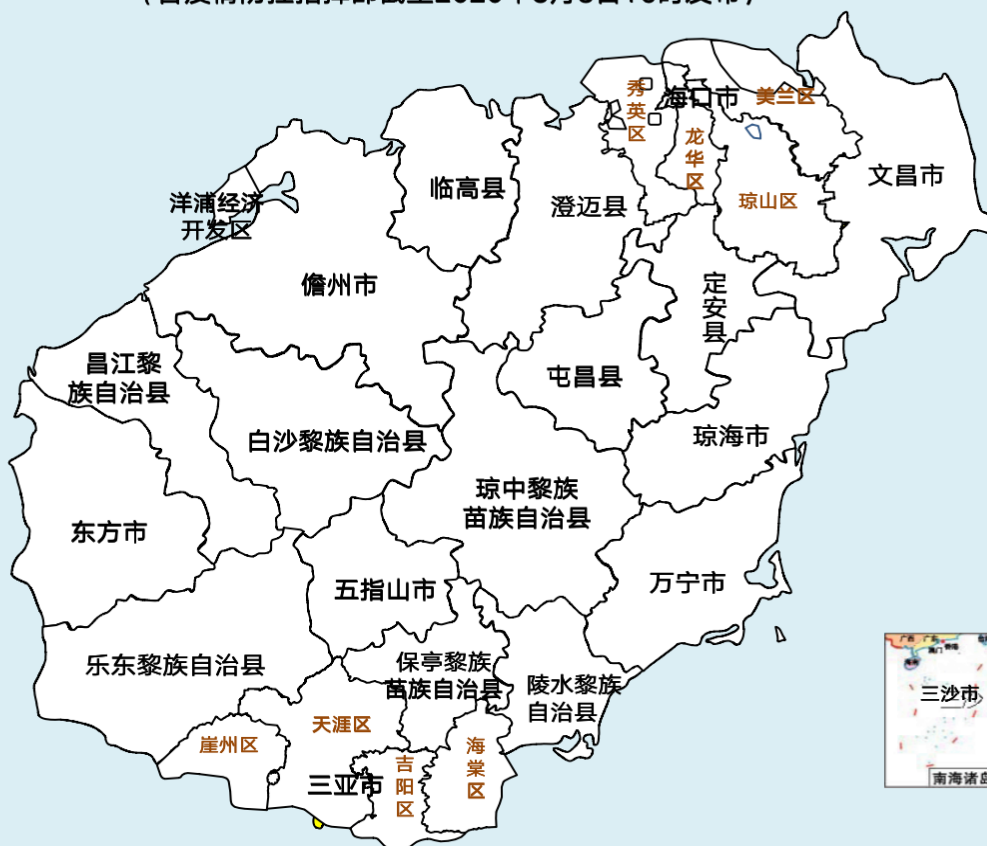 海口市
秀
英
区
美兰区
龙
华
区
琼山区
文昌市
临高县
澄迈县
洋浦经济
开发区
儋州市
定
安
县
昌江黎
族自治县
屯昌县
白沙黎族自治县
琼海市
琼中黎族
苗族自治县
东方市
五指山市
万宁市
乐东黎族自治县
保亭黎族
苗族自治县
陵水黎族
自治县
天涯区
崖州区
海
棠
区
三亚市
吉
阳
区
广西
广东
三沙市
南海诸岛